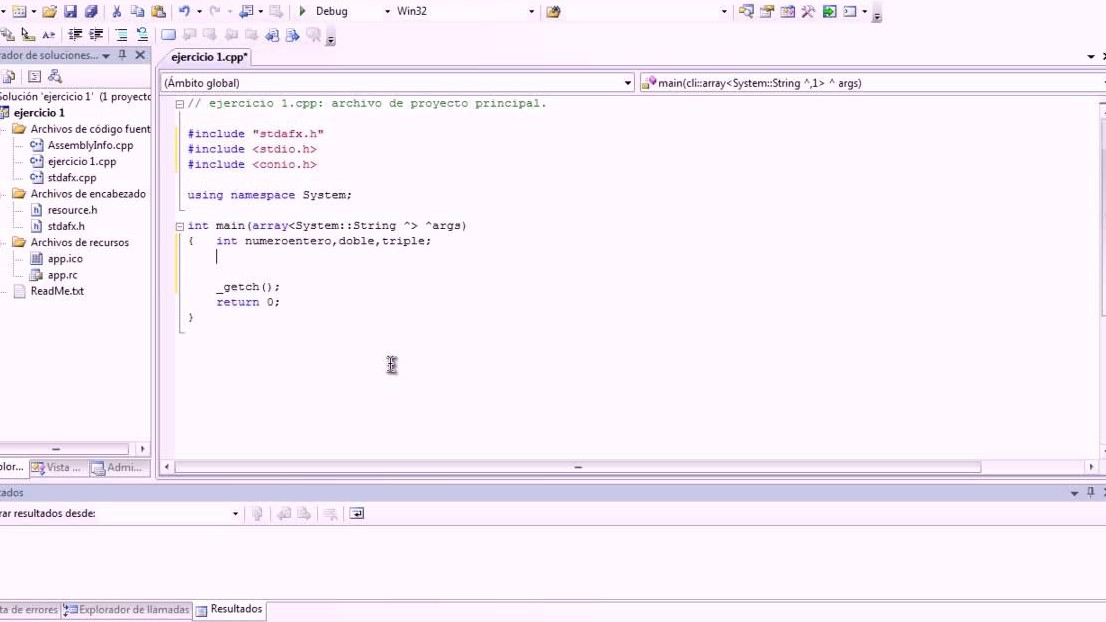 Debug Win32
rador de soluciones...
ejercicio 1.cpp*
(Ámbito global) main(cli::array<System::String ^,1> ^ args)
Solución 'ejercicio 1' (1 proyecto
ejercicio 1
Archivos de código fuent
AssemblyInfo.cpp
ejercicio 1.cpp
stdafx.cpp
Archivos de encabezado
resource.h
stdafx.h
Archivos de recursos
app.ico
app.rc
ReadMe.txt
// ejercicio 1.cpp: archivo de proyecto principal.
#include "stdafx.h"
#include <stdio.h>
#include <conio.h>
using namespace System;
int main(array<System::String ^> ^args)
{ int numeroentero,doble,triple;
_getch();
return 0;
}
plor... Vista ... Admi...
tados
rar resultados desde:
ta de errores Explorador de llamadas Resultados